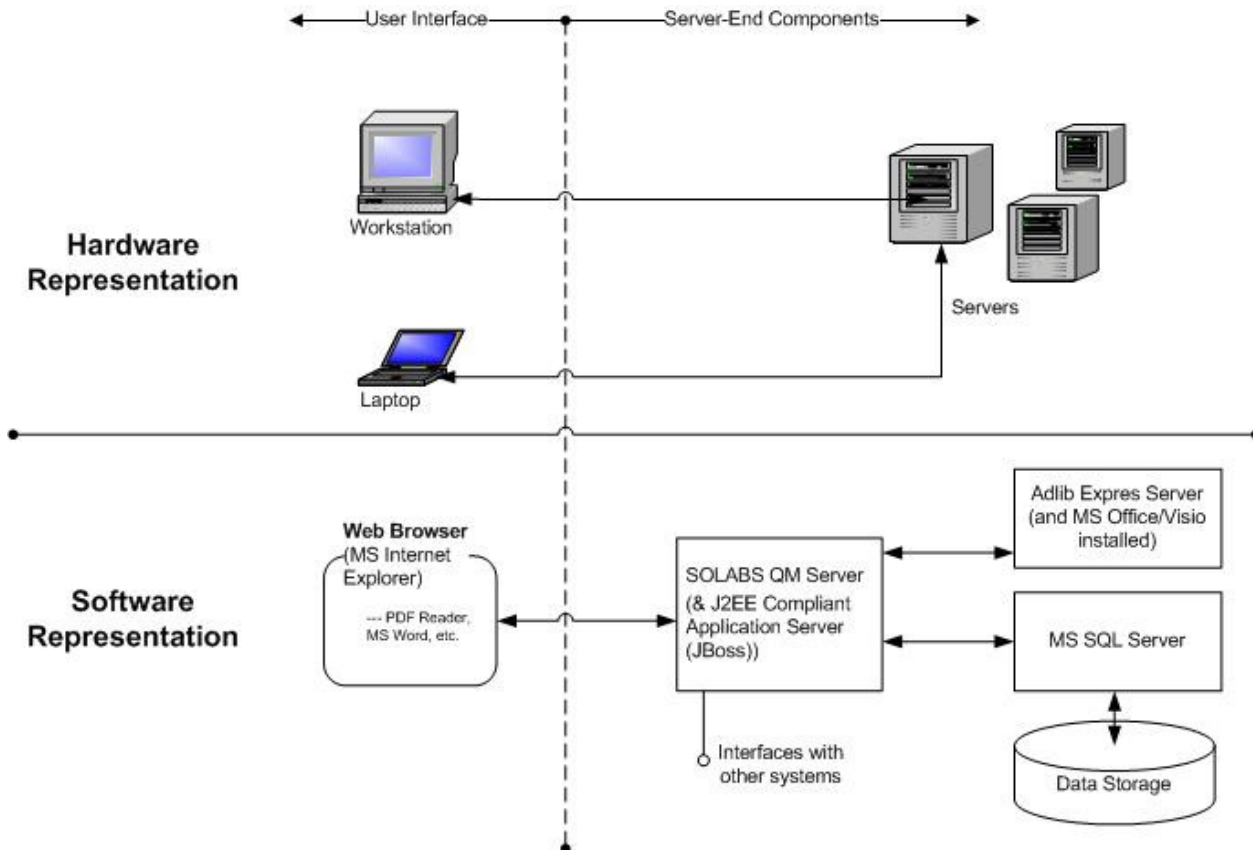 User Interface
Server-End Components
Hardware
Representation
Workstation
Servers
Laptop
Software
Representation
Web Browser
(MS Internet
Explorer)
--- PDF Reader,
MS Word, etc.
SOLABS QM Server
(& J2EE Compliant
Application Server
(JBoss))
Interfaces with
other systems
Adlib Expres Server
(and MS Office/Visio
installed)
MS SQL Server
Data Storage